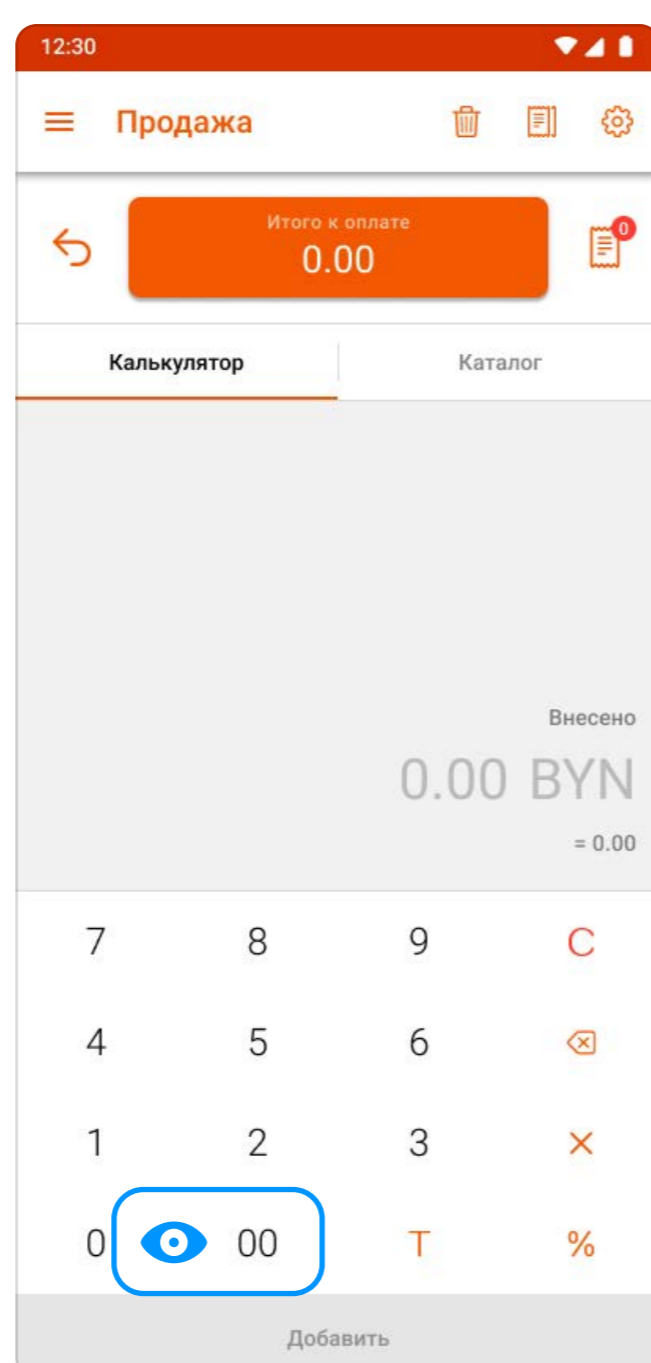 12:30
Продажа
Итого к оплате
0.00
0
Калькулятор Каталог
Внесено
0.00 BYN
= 0.00
7 8 9 C
4 5 6
1 2 3 ×
0 00 T %
Добавить